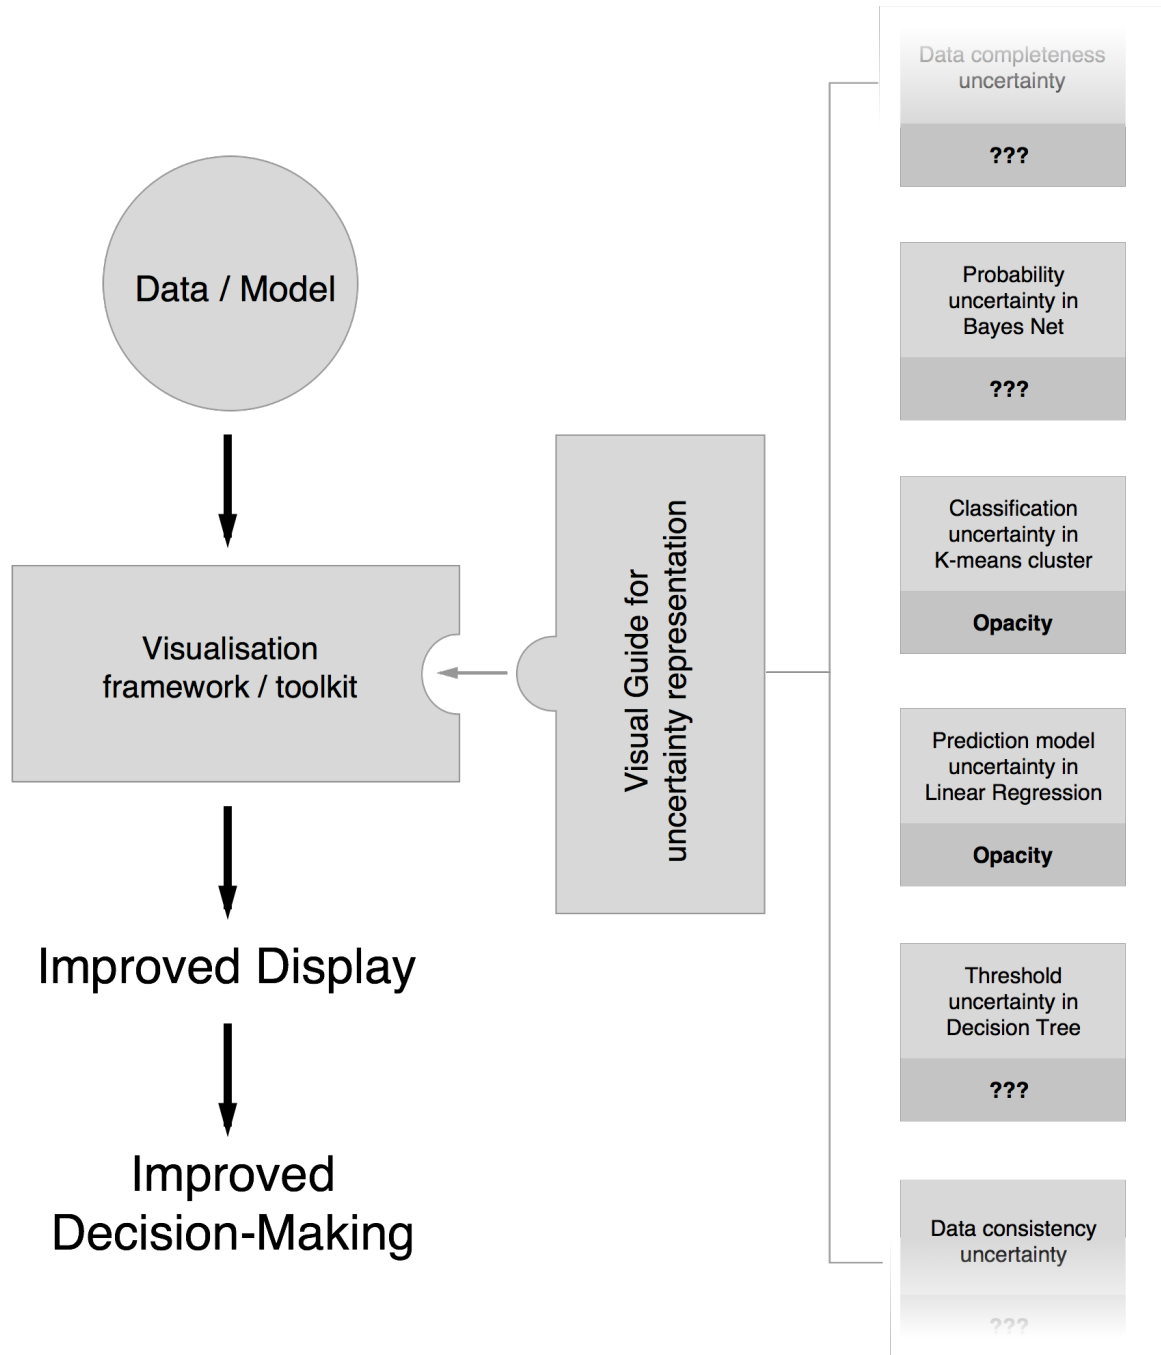 Data / Model
Visualisation
framework / toolkit
Improved Display
Improved
Decision-Making
Visual Guide for
uncertainty representation
Data completeness
uncertainty
???
Probability
uncertainty in
Bayes Net
???
Classification
uncertainty in
K-means cluster
Opacity
Prediction model
uncertainty in
Linear Regression
Opacity
Threshold
uncertainty in
Decision Tree
???
Data consistency
uncertainty
???